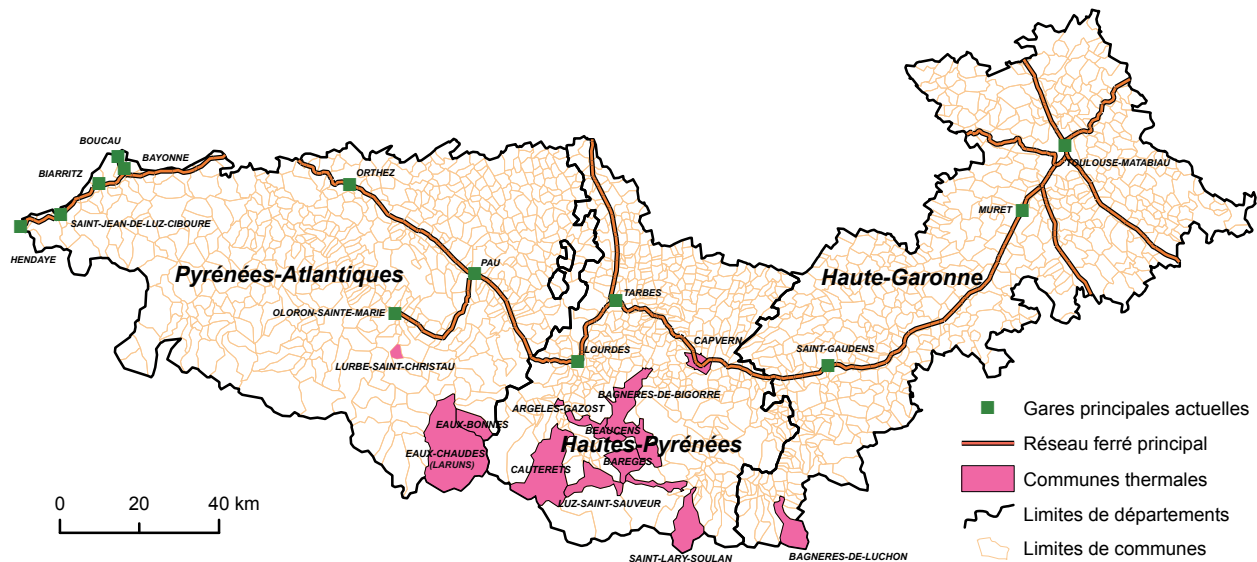 BOUCAU
BAYONNE
BIARRITZ
SAINT-JEAN-DE-LUZ-CIBOURE
HENDAYE
ORTHEZ
Pyrénées-Atlantiques
PAU
OLORON-SAINTE-MARIE
LURBE-SAINT-CHRISTAU
EAUX-BONNES
EAUX-CHAUDES
(LARUNS)
TARBES
LOURDES
CAPVERN
BAGNERES-DE-BIGORRE
ARGELES-GAZOST
BEAUCENS
Hautes-Pyrénées
BAREGES
CAUTERETS
LUZ-SAINT-SAUVEUR
SAINT-LARY-SOULAN
BAGNERES-DE-LUCHON
TOULOUSE-MATABIAU
MURET
Haute-Garonne
SAINT-GAUDENS
Gares principales actuelles
Réseau ferré principal
Communes thermales
Limites de départements
Limites de communes
0 20 40 km